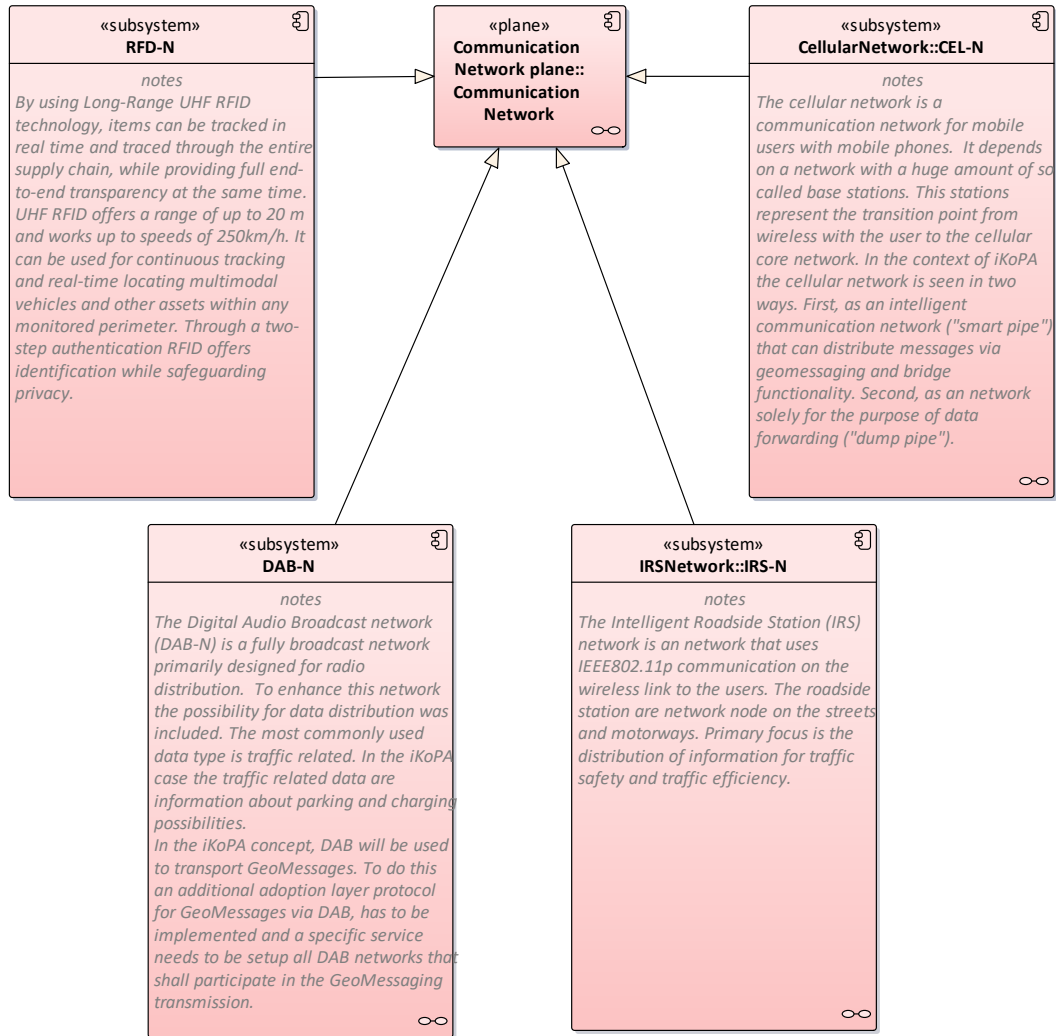 «subsystem»
RFD-N
notes
By using Long-Range UHF RFID
technology, items can be tracked in
real time and traced through the entire
supply chain, while providing full end-
to-end transparency at the same time.
UHF RFID offers a range of up to 20 m
and works up to speeds of 250km/h. It
can be used for continuous tracking
and real-time locating multimodal
vehicles and other assets within any
monitored perimeter. Through a two-
step authentication RFID offers
identification while safeguarding
privacy.
«plane»
Communication
Network plane::
Communication
Network
«subsystem»
CellularNetwork::CEL-N
notes
The cellular network is a
communication network for mobile
users with mobile phones.  It depends
on a network with a huge amount of so
called base stations. This stations
represent the transition point from
wireless with the user to the cellular
core network. In the context of iKoPA
the cellular network is seen in two
ways. First, as an intelligent
communication network ("smart pipe")
that can distribute messages via
geomessaging and bridge
functionality. Second, as an network
solely for the purpose of data
forwarding ("dump pipe").
«subsystem»
DAB-N
notes
The Digital Audio Broadcast network
(DAB-N) is a fully broadcast network
primarily designed for radio
distribution.  To enhance this network
the possibility for data distribution was
included. The most commonly used
data type is traffic related. In the iKoPA
case the traffic related data are
information about parking and charging
possibilities.
In the iKoPA concept, DAB will be used
to transport GeoMessages. To do this
an additional adoption layer protocol
for GeoMessages via DAB, has to be
implemented and a specific service
needs to be setup all DAB networks that
shall participate in the GeoMessaging
transmission.
«subsystem»
IRSNetwork::IRS-N
notes
The Intelligent Roadside Station (IRS)
network is an network that uses
IEEE802.11p communication on the
wireless link to the users. The roadside
station are network node on the streets
and motorways. Primary focus is the
distribution of information for traffic
safety and traffic efficiency.